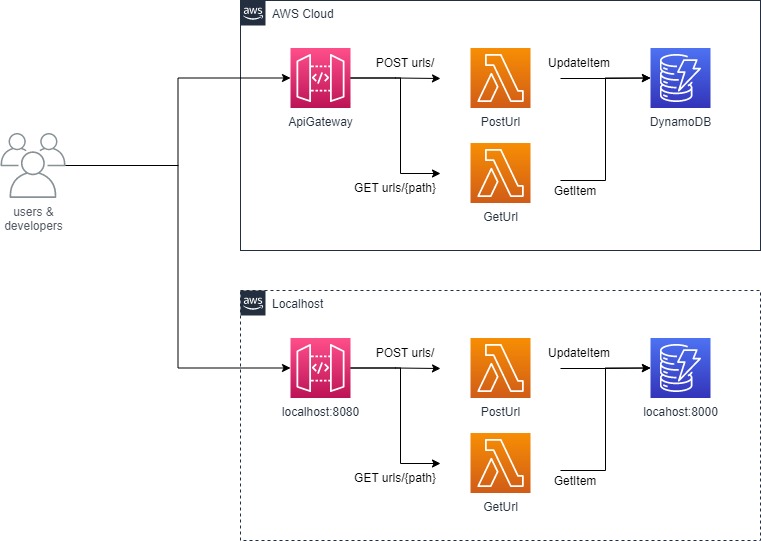 aws
AWS Cloud
POST urls/
UpdateItem
ApiGateway
PostUrl
DynamoDB
GET urls/{path}
GetItem
GetUrl
users &
developers
aws
Localhost
POST urls/
UpdateItem
localhost:8080
PostUrl
locahost:8000
GET urls/{path}
GetItem
GetUrl